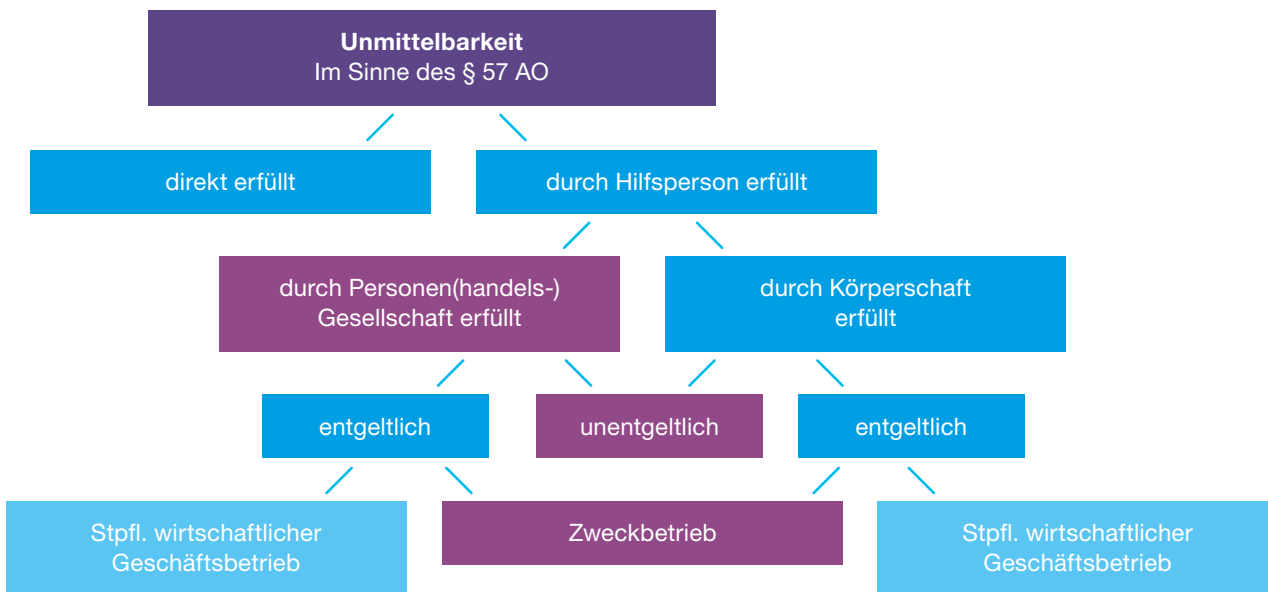 Unmittelbarkeit
Im Sinne des § 57 AO
direkt erfüllt
durch Hilfsperson erfüllt
durch Personen(handels-)
Gesellschaft erfüllt
durch Körperschaft
erfüllt
entgeltlich
unentgeltlich
entgeltlich
Stpfl. wirtschaftlicher
Geschäftsbetrieb
Zweckbetrieb
Stpfl. wirtschaftlicher
Geschäftsbetrieb